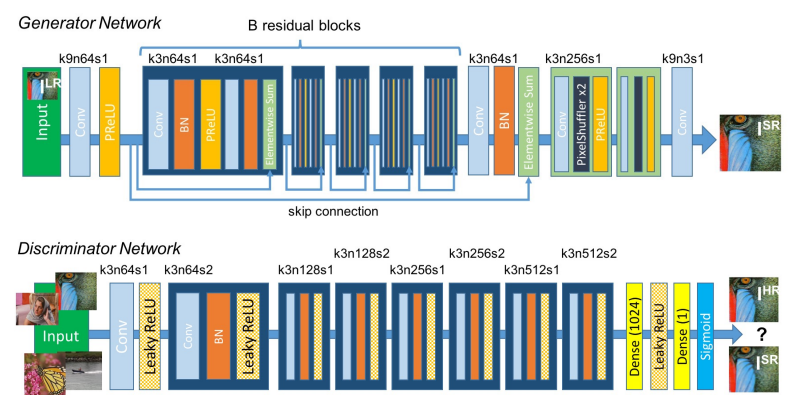 Generator Network
B residual blocks
k9n64s1
k3n64s1
k3n64s1
k3n64s1
k3n256s1
k9n3s1
I^LR
Input
Conv
PReLU
Conv
BN
PReLU
Elementwise Sum
Conv
BN
Elementwise Sum
Conv
PixelShuffler x2
PReLU
Conv
I^SR
skip connection
Discriminator Network
k3n64s1
k3n64s2
k3n128s1
k3n128s2
k3n256s1
k3n256s2
k3n512s1
k3n512s2
Input
Conv
Leaky ReLU
Conv
BN
Leaky ReLU
Dense (1024)
Leaky ReLU
Dense (1)
Sigmoid
I^HR
?
I^SR